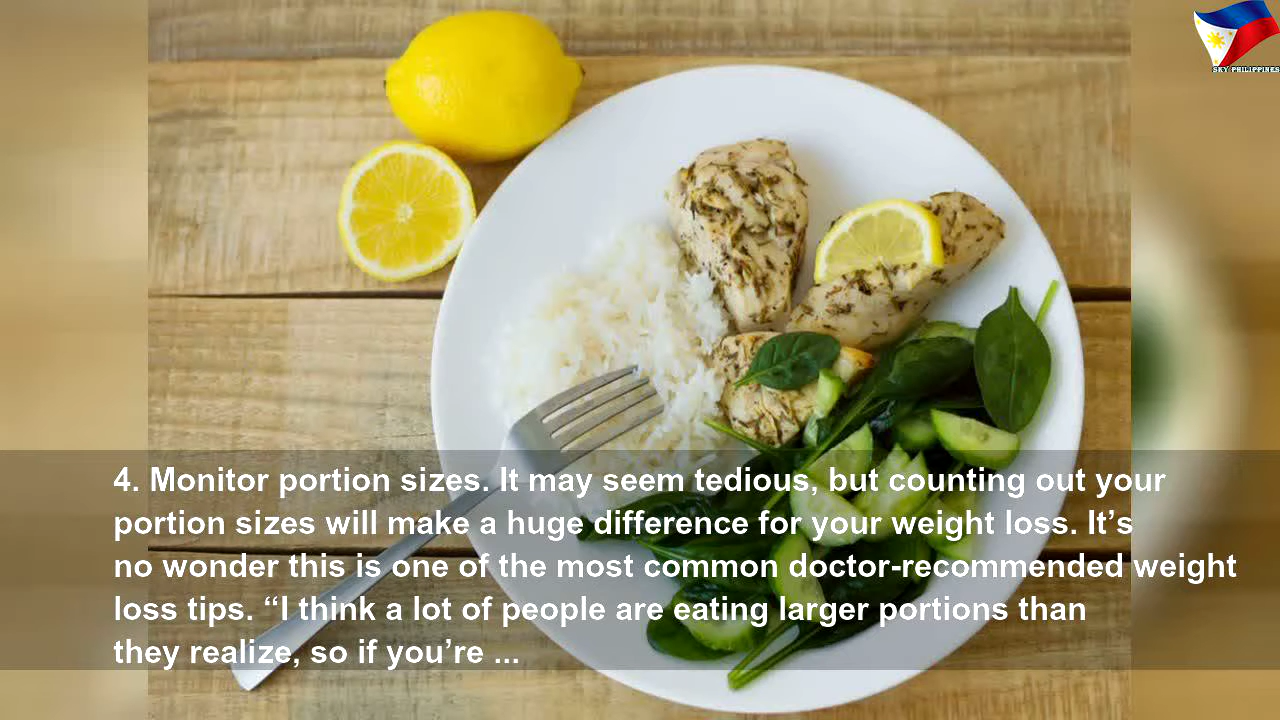 SKY PHILIPPINES
4. Monitor portion sizes. It may seem tedious, but counting out your
portion sizes will make a huge difference for your weight loss. It’s
no wonder this is one of the most common doctor-recommended weight
loss tips. “I think a lot of people are eating larger portions than
they realize, so if you’re ...